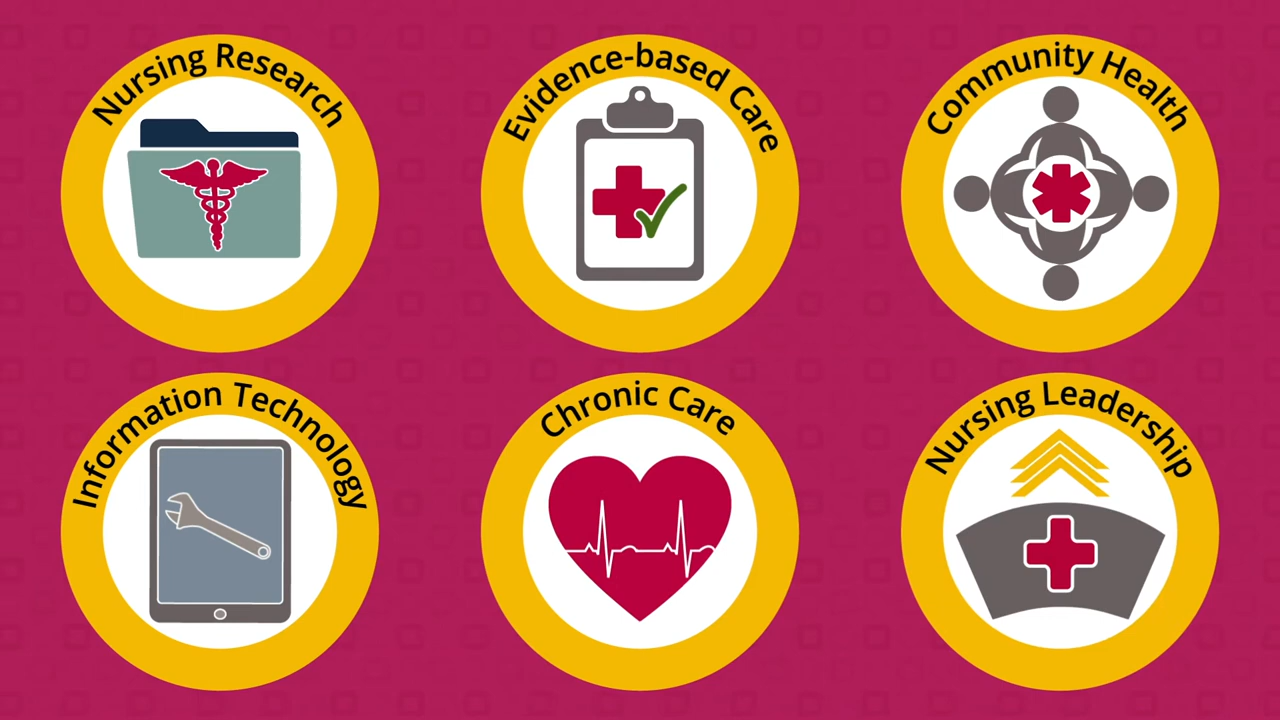 Nursing Research
Evidence-based Care
Community Health
Information Technology
Chronic Care
Nursing Leadership